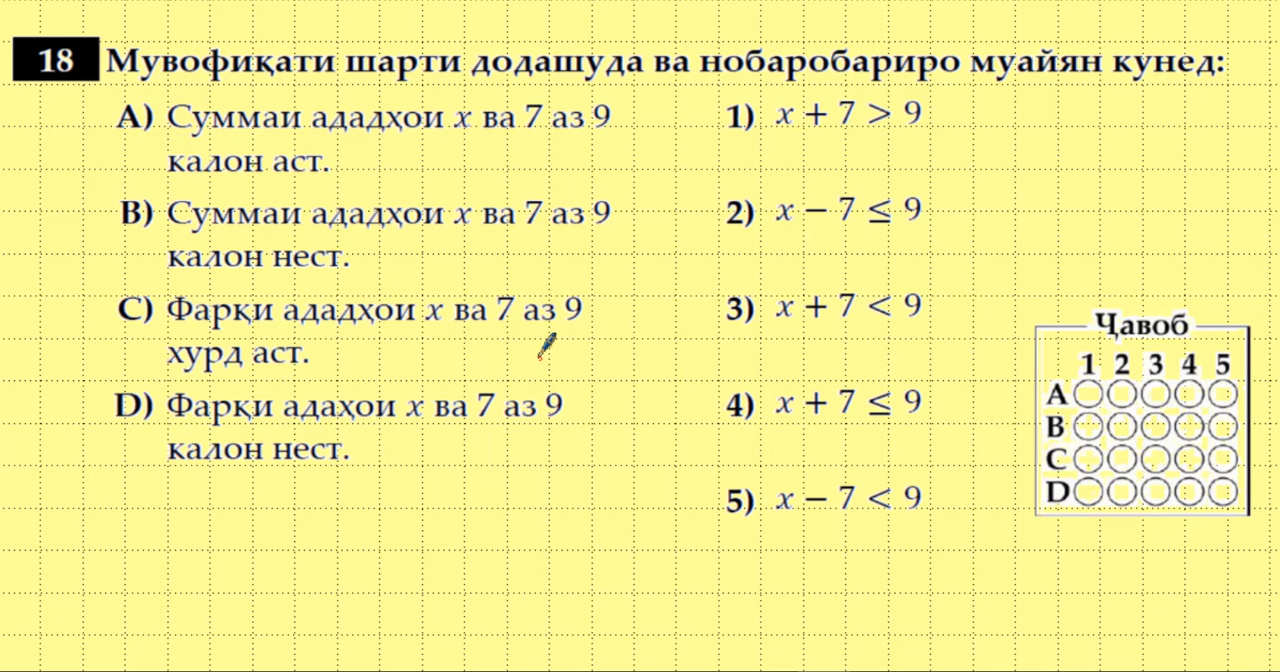 18 Мувофиқати шарти додашуда ва нобаробариро муайян кунед:
A) Суммаи ададҳои x ва 7 аз 9
калон аст.
B) Суммаи ададҳои x ва 7 аз 9
калон нест.
C) Фарқи ададҳои x ва 7 аз 9
хурд аст.
D) Фарқи адаҳои x ва 7 аз 9
калон нест.
1) x + 7 > 9
2) x − 7 ≤ 9
3) x + 7 < 9
4) x + 7 ≤ 9
5) x − 7 < 9
Ҷавоб
1 2 3 4 5
A
B
C
D